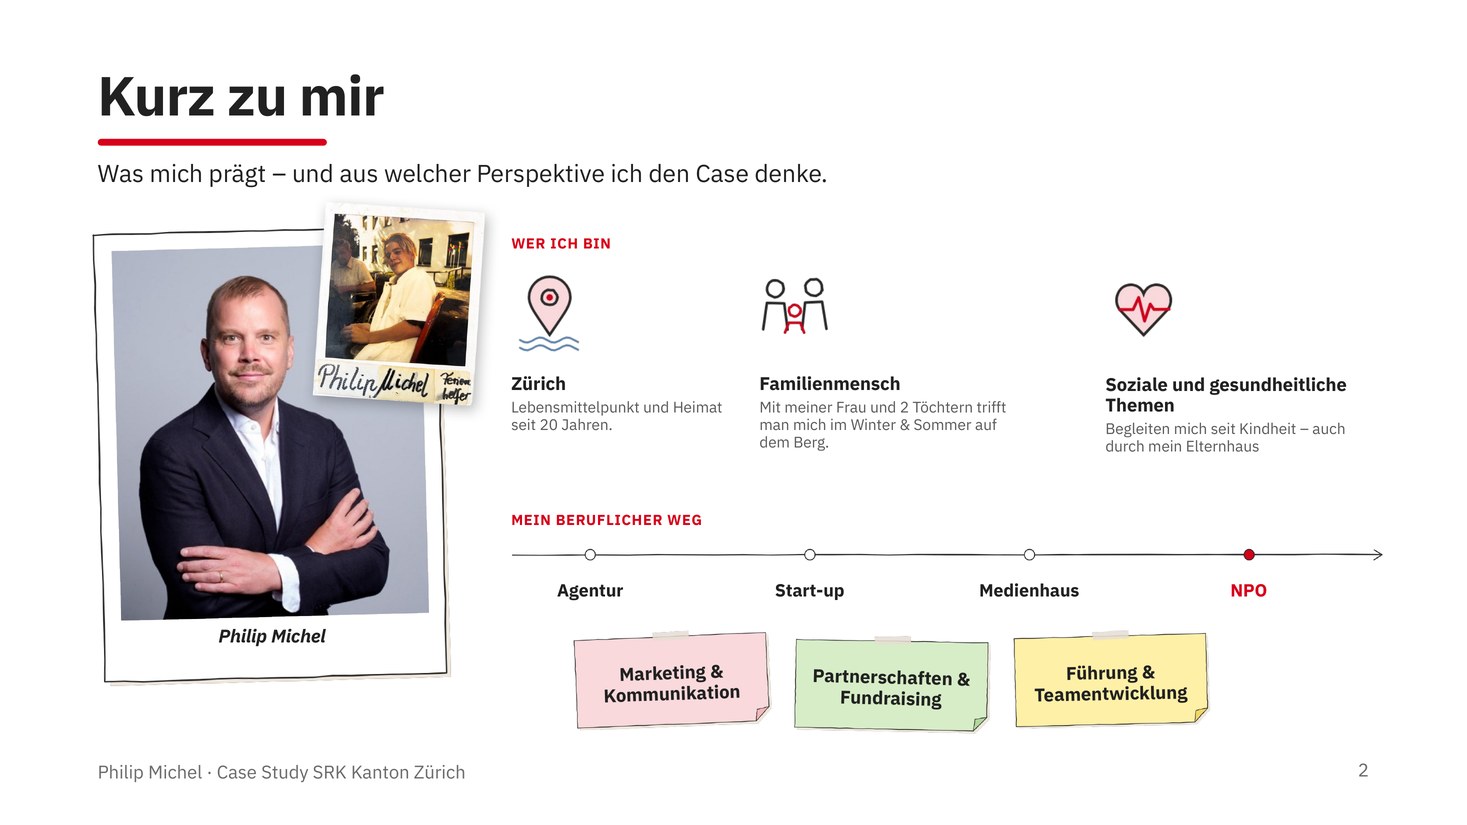 Kurz zu mir
Was mich prägt – und aus welcher Perspektive ich den Case denke.
Philip Michel Ferien
helfer
Philip Michel
WER ICH BIN
Zürich
Lebensmittelpunkt und Heimat
seit 20 Jahren.
Familienmensch
Mit meiner Frau und 2 Töchtern trifft
man mich im Winter & Sommer auf
dem Berg.
Soziale und gesundheitliche
Themen
Begleiten mich seit Kindheit – auch
durch mein Elternhaus
MEIN BERUFLICHER WEG
Agentur
Start-up
Medienhaus
NPO
Marketing &
Kommunikation
Partnerschaften &
Fundraising
Führung &
Teamentwicklung
Philip Michel · Case Study SRK Kanton Zürich
2